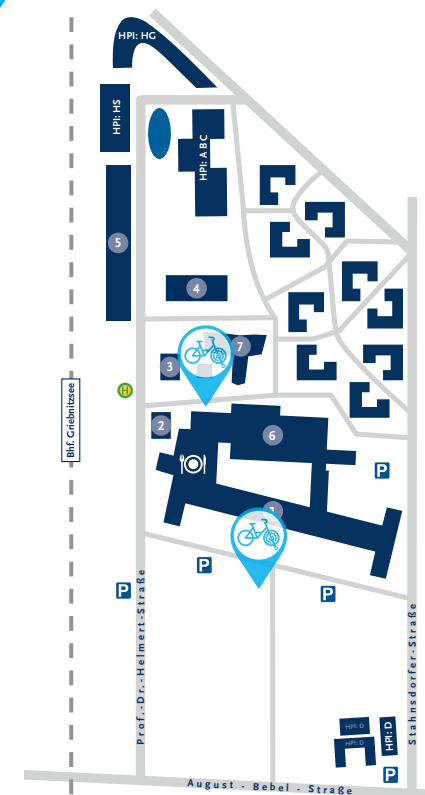 HPI: HG
HPI: HS
HPI: A B C
5
4
7
3
H
Bhf. Griebnitzsee
2
6
P
1
P
P
P
Prof.-Dr.-Helmert-Straße
Stahnsdorfer-Straße
HPI: D
HPI: D
HPI: D
P
August - Bebel - Straße